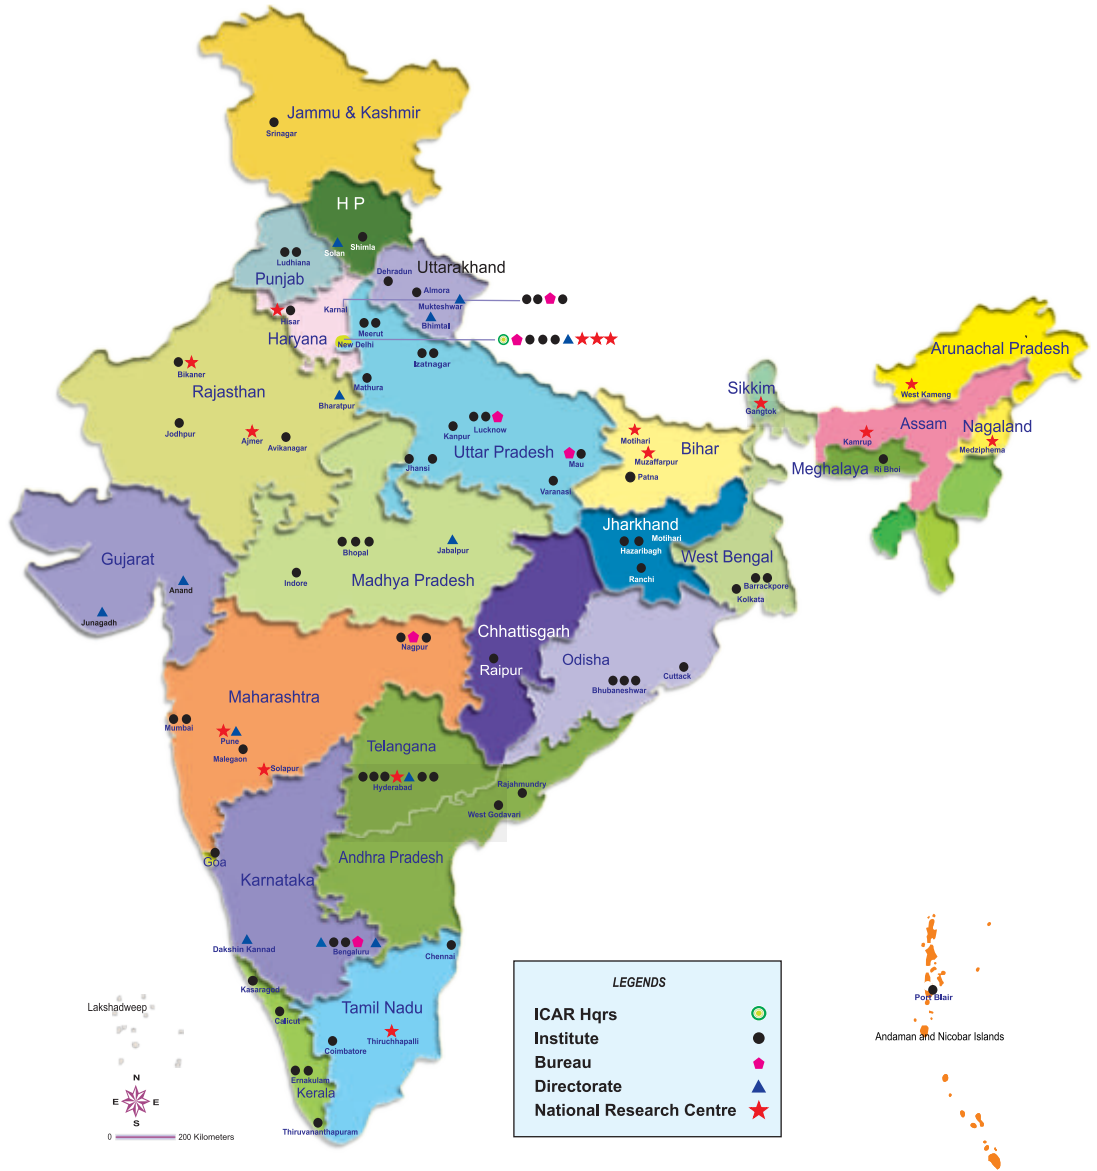 Jammu & Kashmir
Srinagar
H P
Solan
Shimla
Ludhiana
Punjab
Uttarakhand
Dehradun
Almora
Mukteshwar
Bhimtal
Karnal
Hisar
Haryana
New Delhi
Meerut
Izatnagar
Mathura
Bikaner
Rajasthan
Bharatpur
Jodhpur
Ajmer
Avikanagar
Kanpur
Lucknow
Uttar Pradesh
Jhansi
Mau
Varanasi
Motihari
Muzaffarpur
Bihar
Patna
Sikkim
Gangtok
Arunachal Pradesh
West Kameng
Assam
Kamrup
Nagaland
Medziphema
Meghalaya
Ri Bhoi
Gujarat
Anand
Junagadh
Bhopal
Jabalpur
Indore
Madhya Pradesh
Jharkhand
Motihari
Hazaribagh
Ranchi
West Bengal
Barrackpore
Kolkata
Chhattisgarh
Raipur
Odisha
Bhubaneshwar
Cuttack
Nagpur
Maharashtra
Mumbai
Pune
Malegaon
Solapur
Telangana
Hyderabad
Rajahmundry
West Godavari
Andhra Pradesh
Goa
Karnataka
Dakshin Kannad
Bengaluru
Chennai
Kasaragod
Calicut
Tamil Nadu
Thiruchhapalli
Coimbatore
Ernakulam
Kerala
Thiruvananthapuram
Lakshadweep
N
E E
S
0 200 Kilometers
LEGENDS
ICAR Hqrs
Institute
Bureau
Directorate
National Research Centre
Port Blair
Andaman and Nicobar Islands